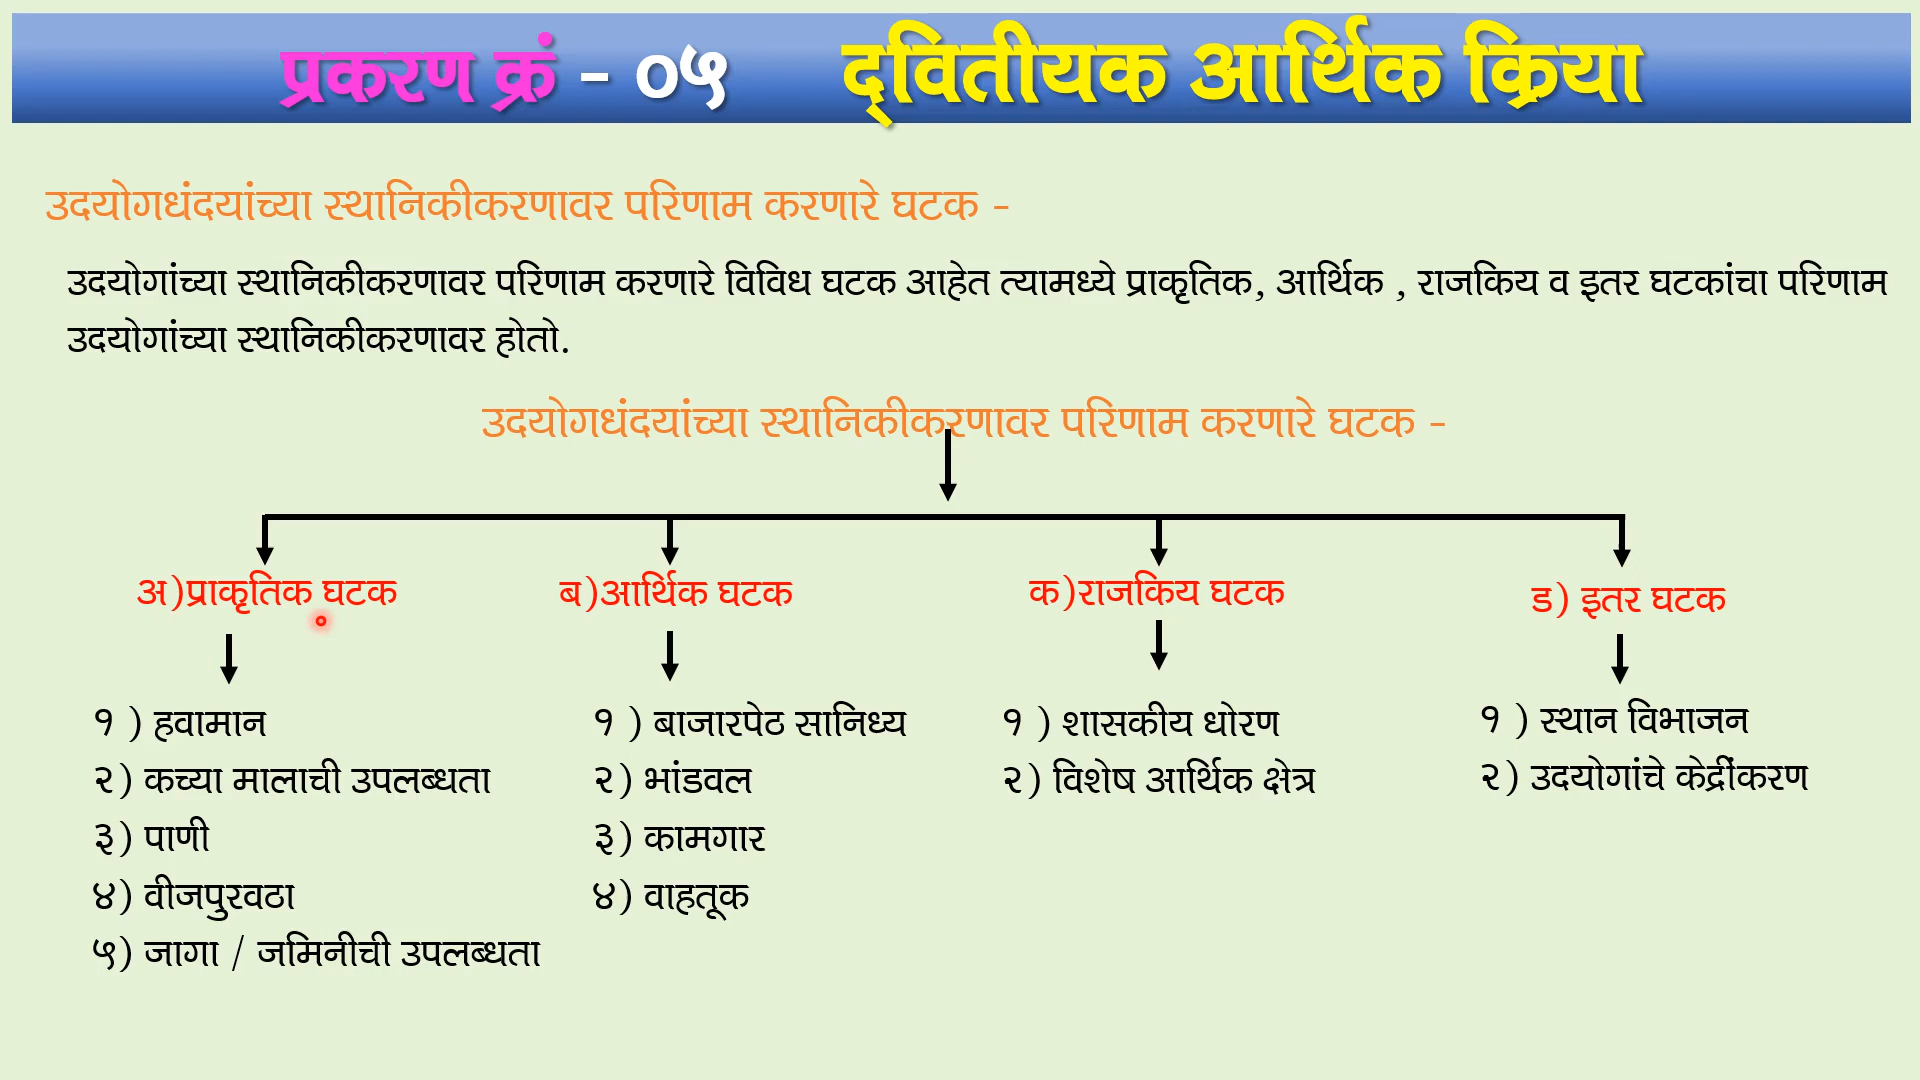 प्रकरण क्रं - ०५ द्वितीयक आर्थिक क्रिया
उदयोगधंदयांच्या स्थानिकीकरणावर परिणाम करणारे घटक -
उदयोगांच्या स्थानिकीकरणावर परिणाम करणारे विविध घटक आहेत त्यामध्ये प्राकृतिक, आर्थिक , राजकिय व इतर घटकांचा परिणाम
उदयोगांच्या स्थानिकीकरणावर होतो.
उदयोगधंदयांच्या स्थानिकीकरणावर परिणाम करणारे घटक -
अ)प्राकृतिक घटक
१ ) हवामान
२) कच्या मालाची उपलब्धता
३) पाणी
४) वीजपुरवठा
५) जागा / जमिनीची उपलब्धता
ब)आर्थिक घटक
१ ) बाजारपेठ सानिध्य
२) भांडवल
३) कामगार
४) वाहतूक
क)राजकिय घटक
१ ) शासकीय धोरण
२) विशेष आर्थिक क्षेत्र
ड) इतर घटक
१ ) स्थान विभाजन
२) उदयोगांचे केद्रींकरण